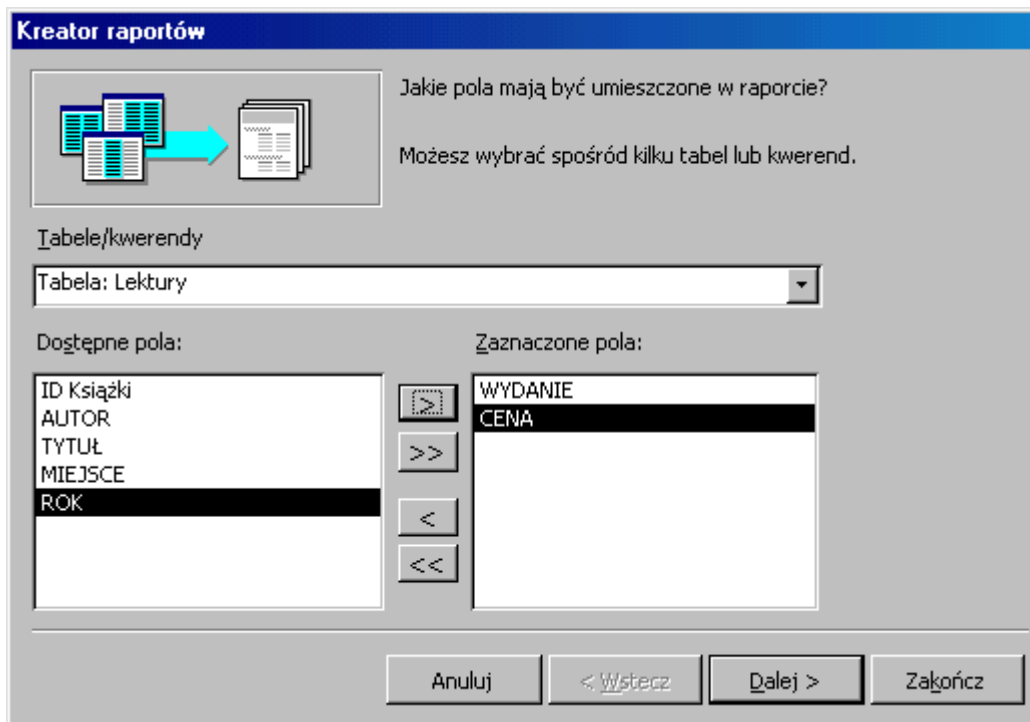 Kreator raportów
Jakie pola mają być umieszczone w raporcie?
Możesz wybrać spośród kilku tabel lub kwerend.
Tabele/kwerendy
Tabela: Lektury
Dostępne pola:
Zaznaczone pola:
ID Książki
AUTOR
TYTUŁ
MIEJSCE
ROK
>
>>
<
<<
WYDANIE
CENA
Anuluj
< Wstecz
Dalej >
Zakończ